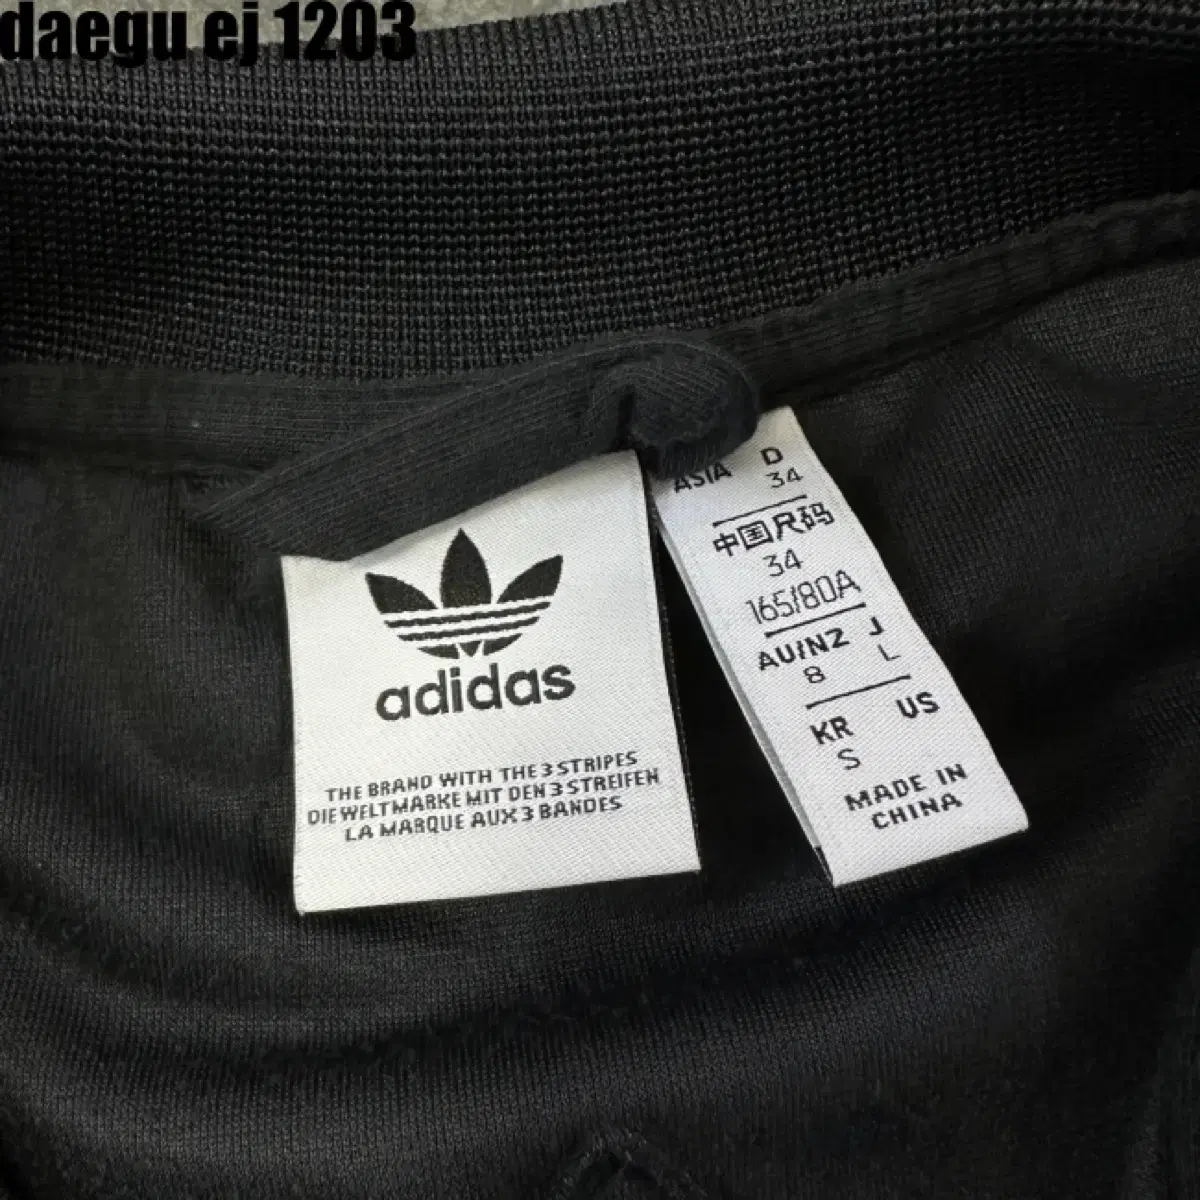 daegu ej 1203
adidas
THE BRAND WITH THE 3 STRIPES
DIE WELTMARKE MIT DEN 3 STREIFEN
LA MARQUE AUX 3 BANDES
ASIA D
34
中国尺码
34
165/80A
AU/NZ J
8 L
KR US
S
MADE IN
CHINA